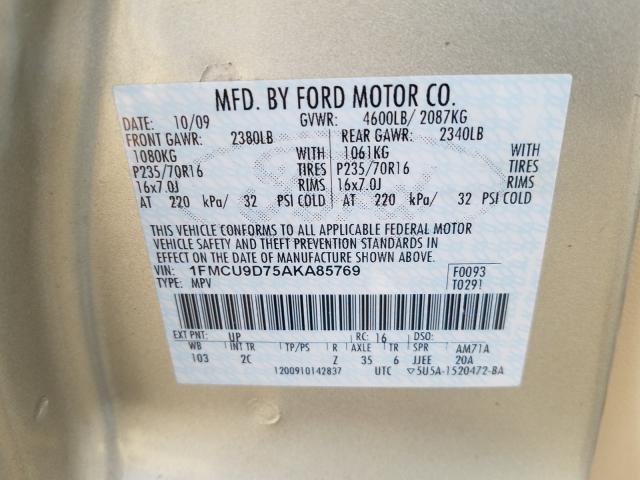 MFD. BY FORD MOTOR CO.
DATE: 10/09 GVWR: 4600LB/ 2087KG
FRONT GAWR: 2380LB REAR GAWR: 2340LB
1080KG WITH 1061KG WITH
P235/70R16 TIRES P235/70R16 TIRES
16x7.0J RIMS 16x7.0J RIMS
AT 220 kPa/ 32 PSI COLD AT 220 kPa/ 32 PSI COLD
THIS VEHICLE CONFORMS TO ALL APPLICABLE FEDERAL MOTOR
VEHICLE SAFETY AND THEFT PREVENTION STANDARDS IN
EFFECT ON THE DATE OF MANUFACTURE SHOWN ABOVE.
VIN: 1FMCU9D75AKA85769 F0093
TYPE: MPV T0291
EXT PNT: UP RC: 16 DSO:
WB INT TR TP/PS R AXLE TR SPR AM71A
103 2C Z 35 6 JJEE 20A
1200910142837 UTC ▽5U5A-1520472-BA